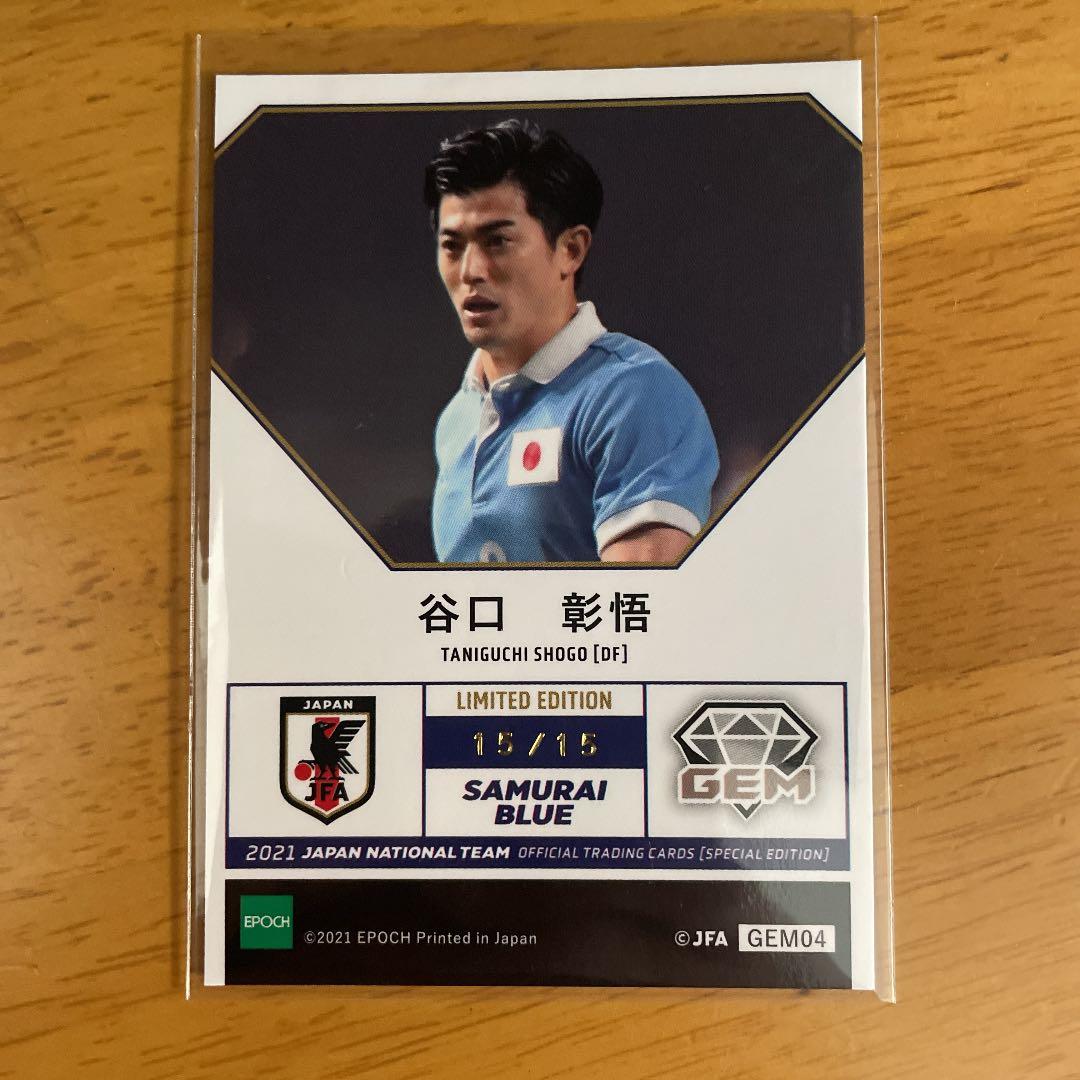 谷口 彰悟
TANIGUCHI SHOGO [DF]
JAPAN
JFA
LIMITED EDITION
15/15
SAMURAI
BLUE
GEM
2021 JAPAN NATIONAL TEAM OFFICIAL TRADING CARDS [SPECIAL EDITION]
EPOCH
©2021 EPOCH Printed in Japan
©JFA GEM04